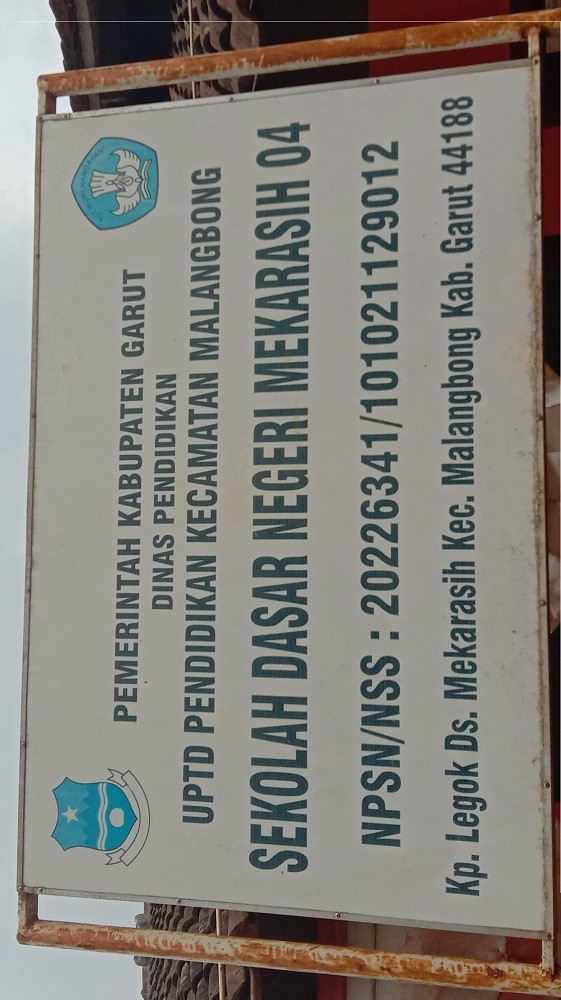 PEMERINTAH KABUPATEN GARUT
DINAS PENDIDIKAN
UPTD PENDIDIKAN KECAMATAN MALANGBONG
SEKOLAH DASAR NEGERI MEKARASIH 04
NPSN/NSS : 20226341/101021129012
Kp. Legok Ds. Mekarasih Kec. Malangbong Kab. Garut 44188